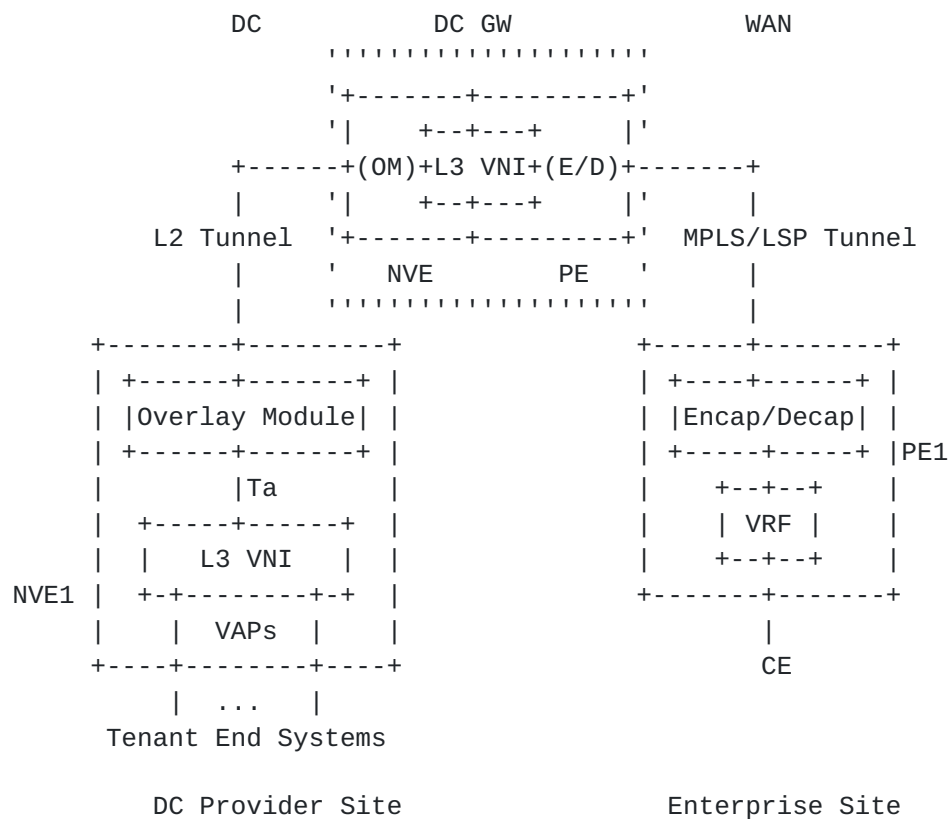 DC DC GW WAN
''''''''''''''''''''
'+-------+---------+'
'|     +--+---+     |'
+------+(OM)+L3 VNI+(E/D)+-------+
|     '|     +--+---+     |'      |
L2 Tunnel '+-------+---------+' MPLS/LSP Tunnel
|     '   NVE       PE   '      |
|     ''''''''''''''''''''      |
+--------+---------+               +------+--------+
| +------+-------+ |               | +----+------+ |
| |Overlay Module| |               | |Encap/Decap| |
| +------+-------+ |               | +-----+-----+ |PE1
|        |Ta       |               |    +--+--+    |
|  +-----+------+  |               |    | VRF |    |
|  |   L3 VNI   |  |               |    +--+--+    |
NVE1 |  +-+--------+-+  |               +-------+-------+
|    |  VAPs  |    |                       |
+----+--------+----+                       CE
|  ...   |
Tenant End Systems
DC Provider Site Enterprise Site